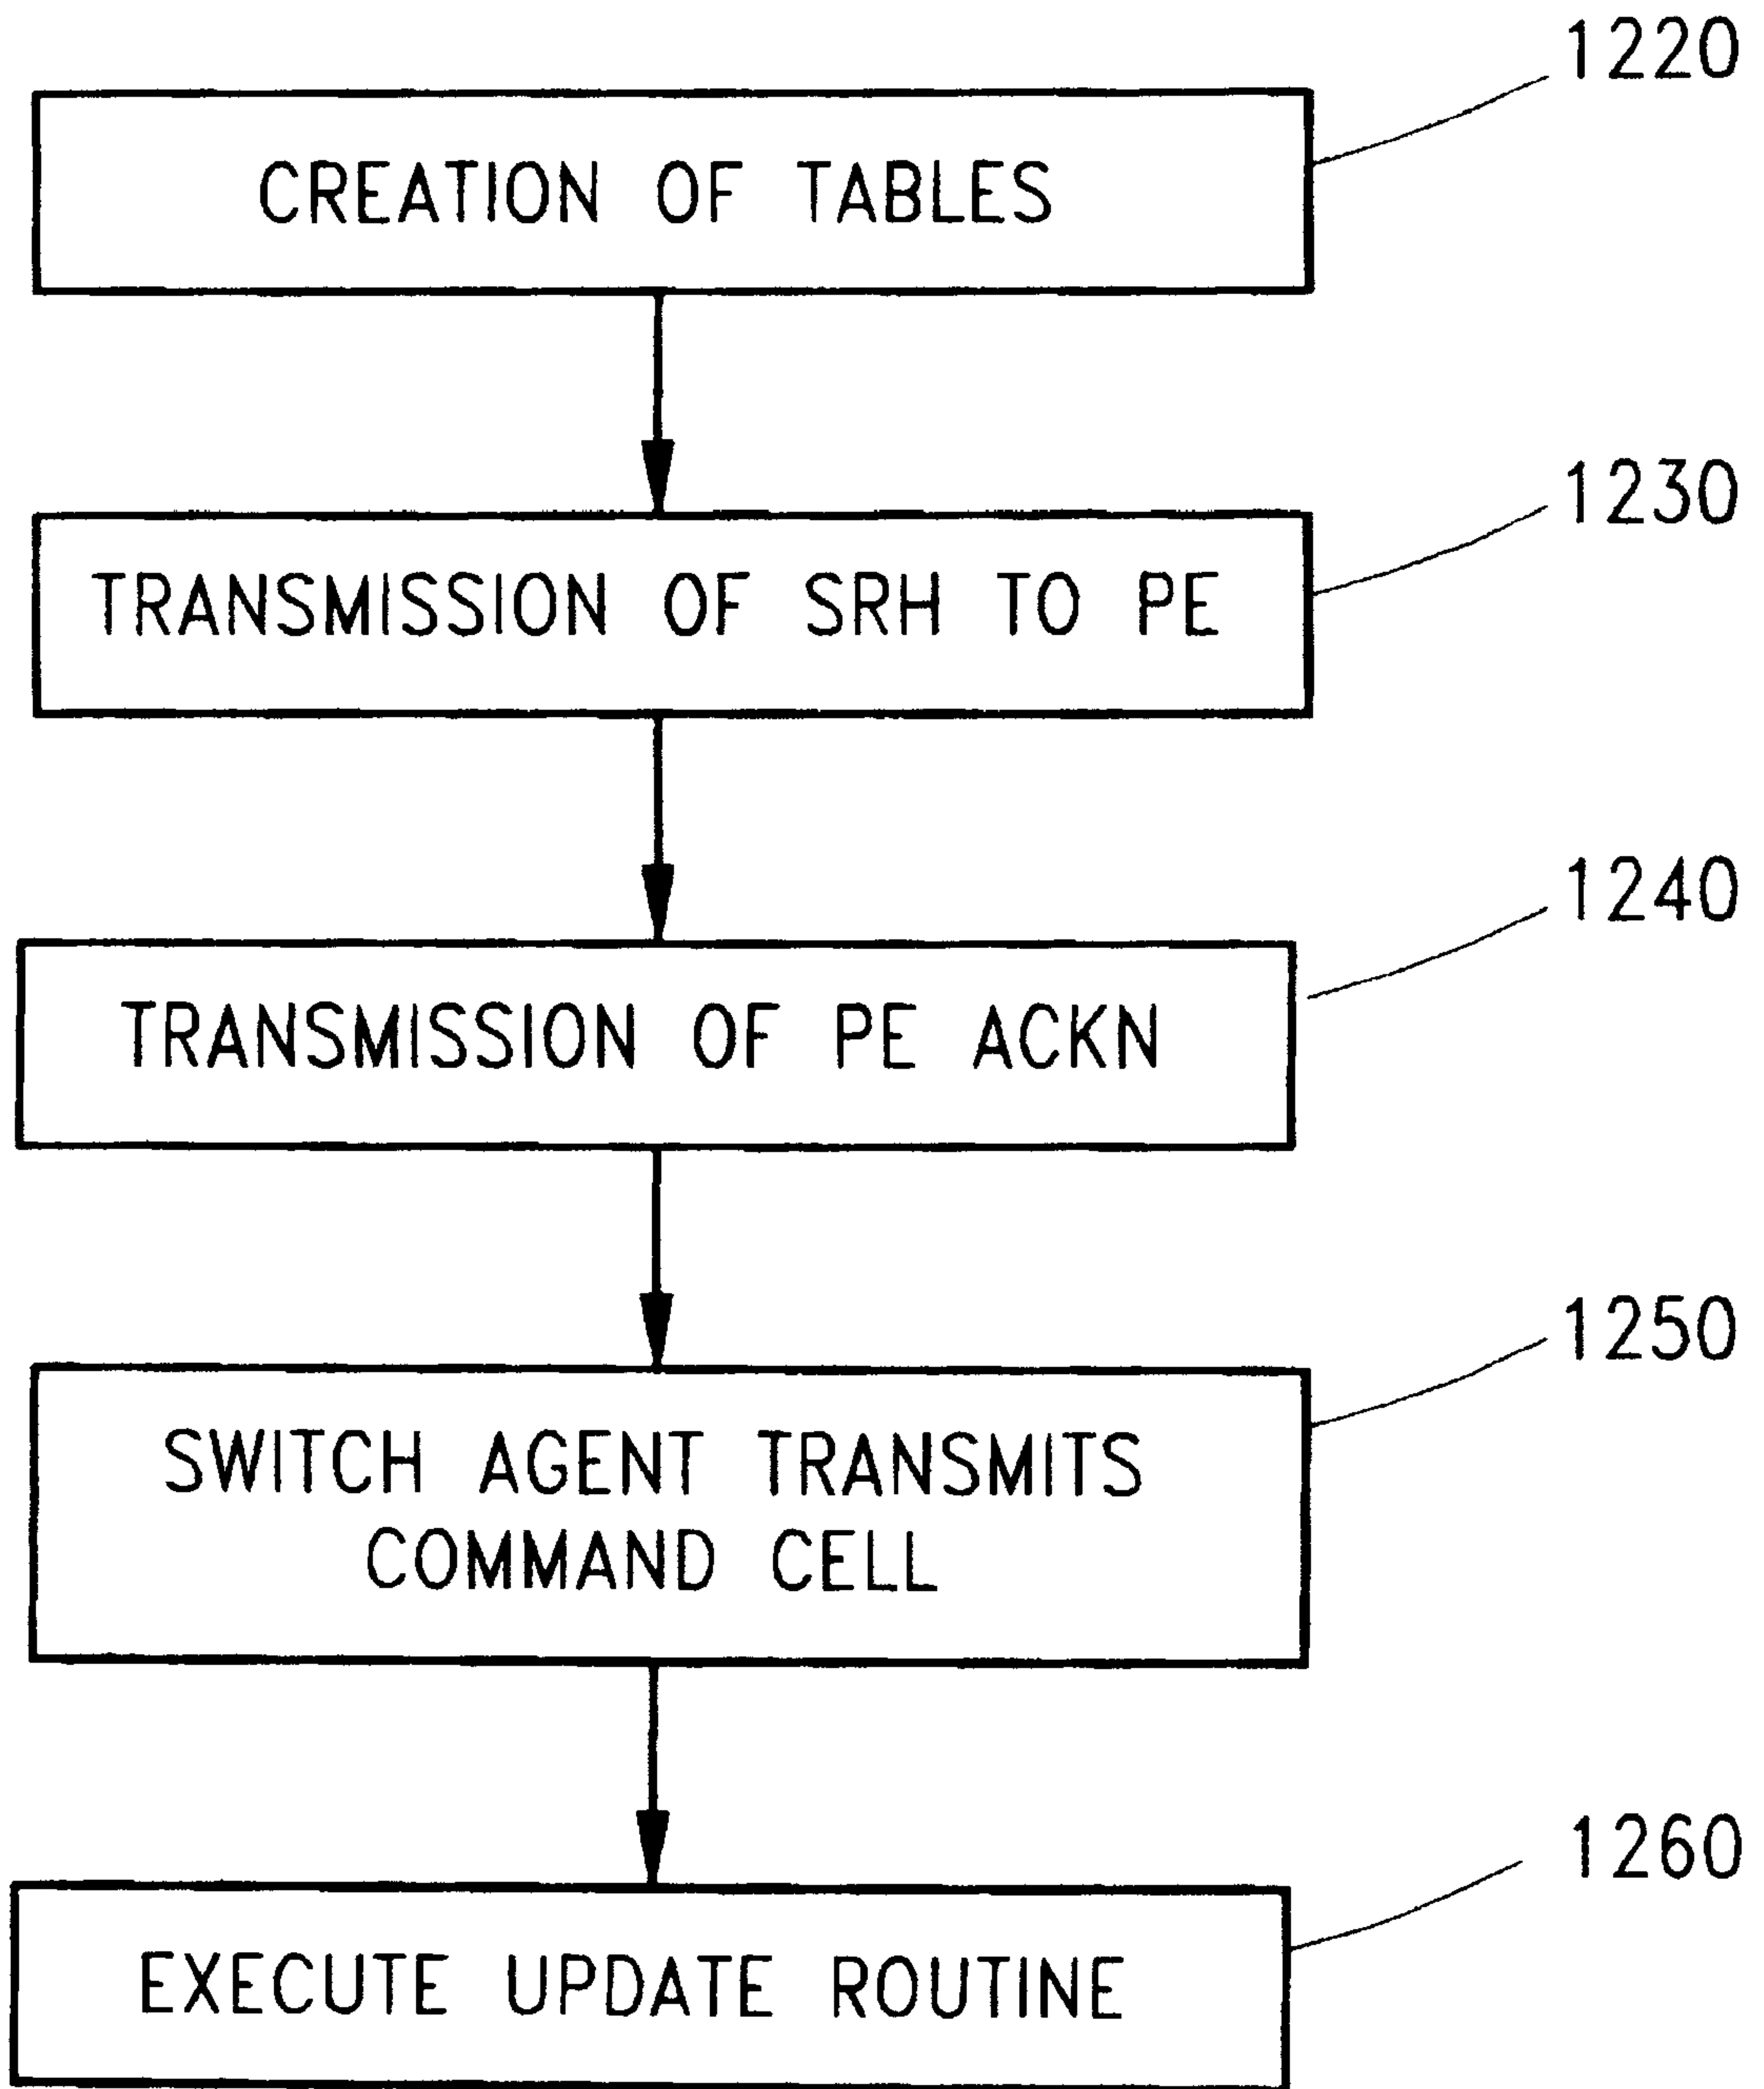 1220
CREATION OF TABLES
1230
TRANSMISSION OF SRH TO PE
1240
TRANSMISSION OF PE ACKN
1250
SWITCH AGENT TRANSMITS
COMMAND CELL
1260
EXECUTE UPDATE ROUTINE